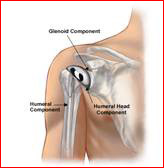 Glenoid Component
Humeral
Component
Humeral Head
Component